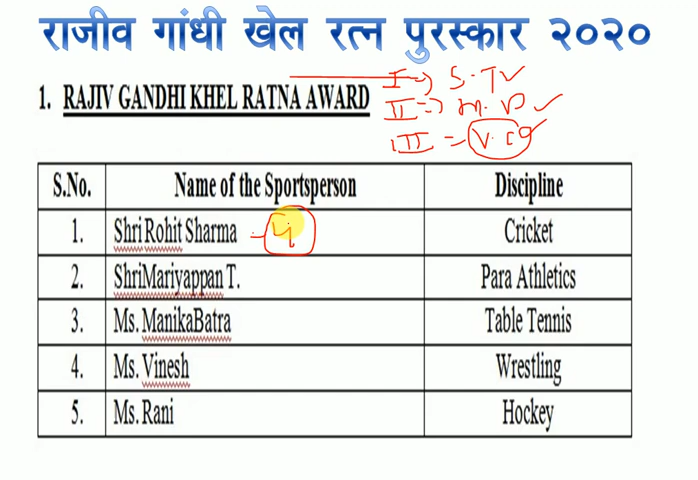 राजीव गांधी खेल रत्न पुरस्कार २०२०
I → S.T ✓
1. RAJIV GANDHI KHEL RATNA AWARD
II → M. D ✓
III → V. ✓
S.No. Name of the Sportsperson Discipline
1. Shri Rohit Sharma - 4 Cricket
2. ShriMariyappan T. Para Athletics
3. Ms. ManikaBatra Table Tennis
4. Ms. Vinesh Wrestling
5. Ms. Rani Hockey